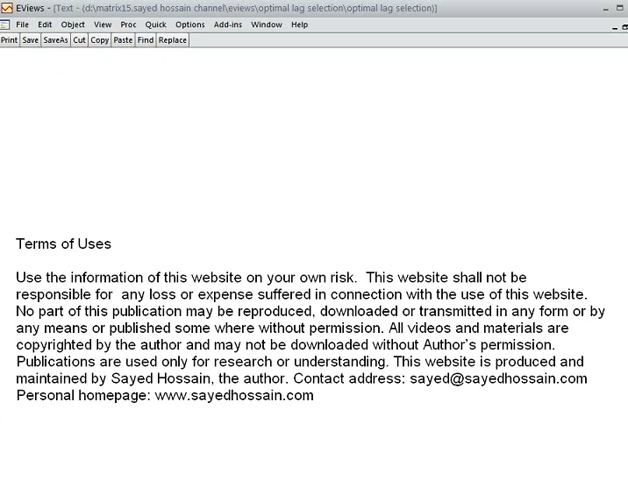 EViews - [Text - (d:\matrix15.sayed hossain channel\eviews\optimal lag selection\optimal lag selection)]
File Edit Object View Proc Quick Options Add-ins Window Help
Print Save SaveAs Cut Copy Paste Find Replace
Terms of Uses
Use the information of this website on your own risk.  This website shall not be
responsible for  any loss or expense suffered in connection with the use of this website.
No part of this publication may be reproduced, downloaded or transmitted in any form or by
any means or published some where without permission. All videos and materials are
copyrighted by the author and may not be downloaded without Author's permission.
Publications are used only for research or understanding. This website is produced and
maintained by Sayed Hossain, the author. Contact address: sayed@sayedhossain.com
Personal homepage: www.sayedhossain.com